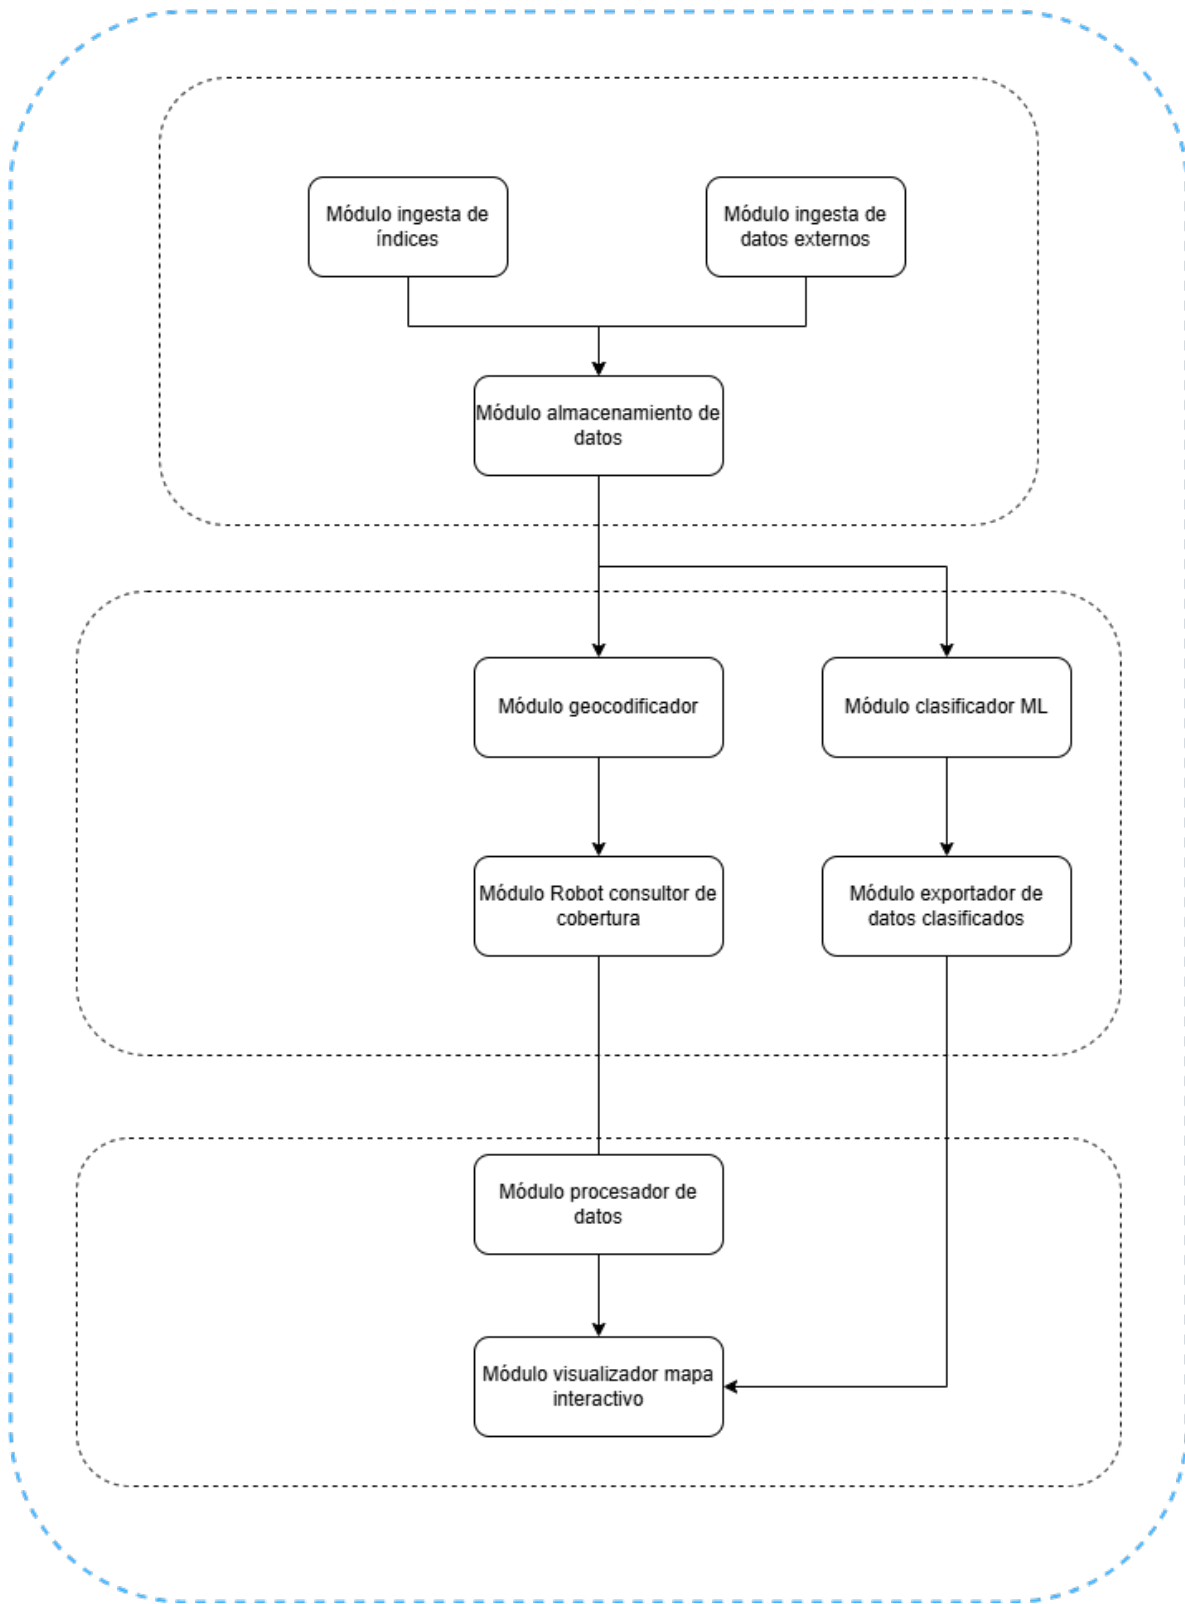 Módulo ingesta de
índices
Módulo ingesta de
datos externos
Módulo almacenamiento de
datos
Módulo geocodificador
Módulo clasificador ML
Módulo Robot consultor de
cobertura
Módulo exportador de
datos clasificados
Módulo procesador de
datos
Módulo visualizador mapa
interactivo